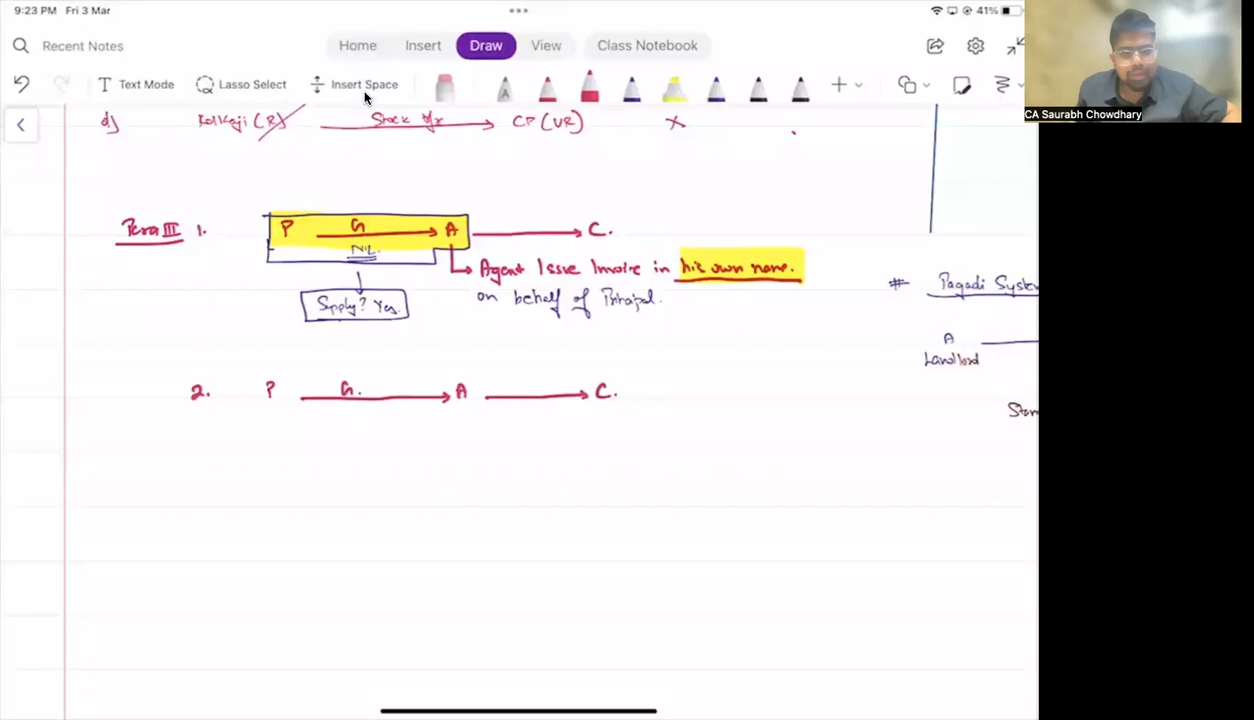 9:23 PM Fri 3 Mar
41%
Recent Notes
Home
Insert
Draw
View
Class Notebook
Text Mode
Lasso Select
Insert Space
CA Saurabh Chowdhary
d) Kolkaji (R) Stock t/r CP (UR) X
Para III 1. P G A C.
NIL.
Agent Issue Invoice in his own name.
on behalf of Principal.
Supply? Yes.
# Pagadi System
A
Landlord
2. P G. A C.